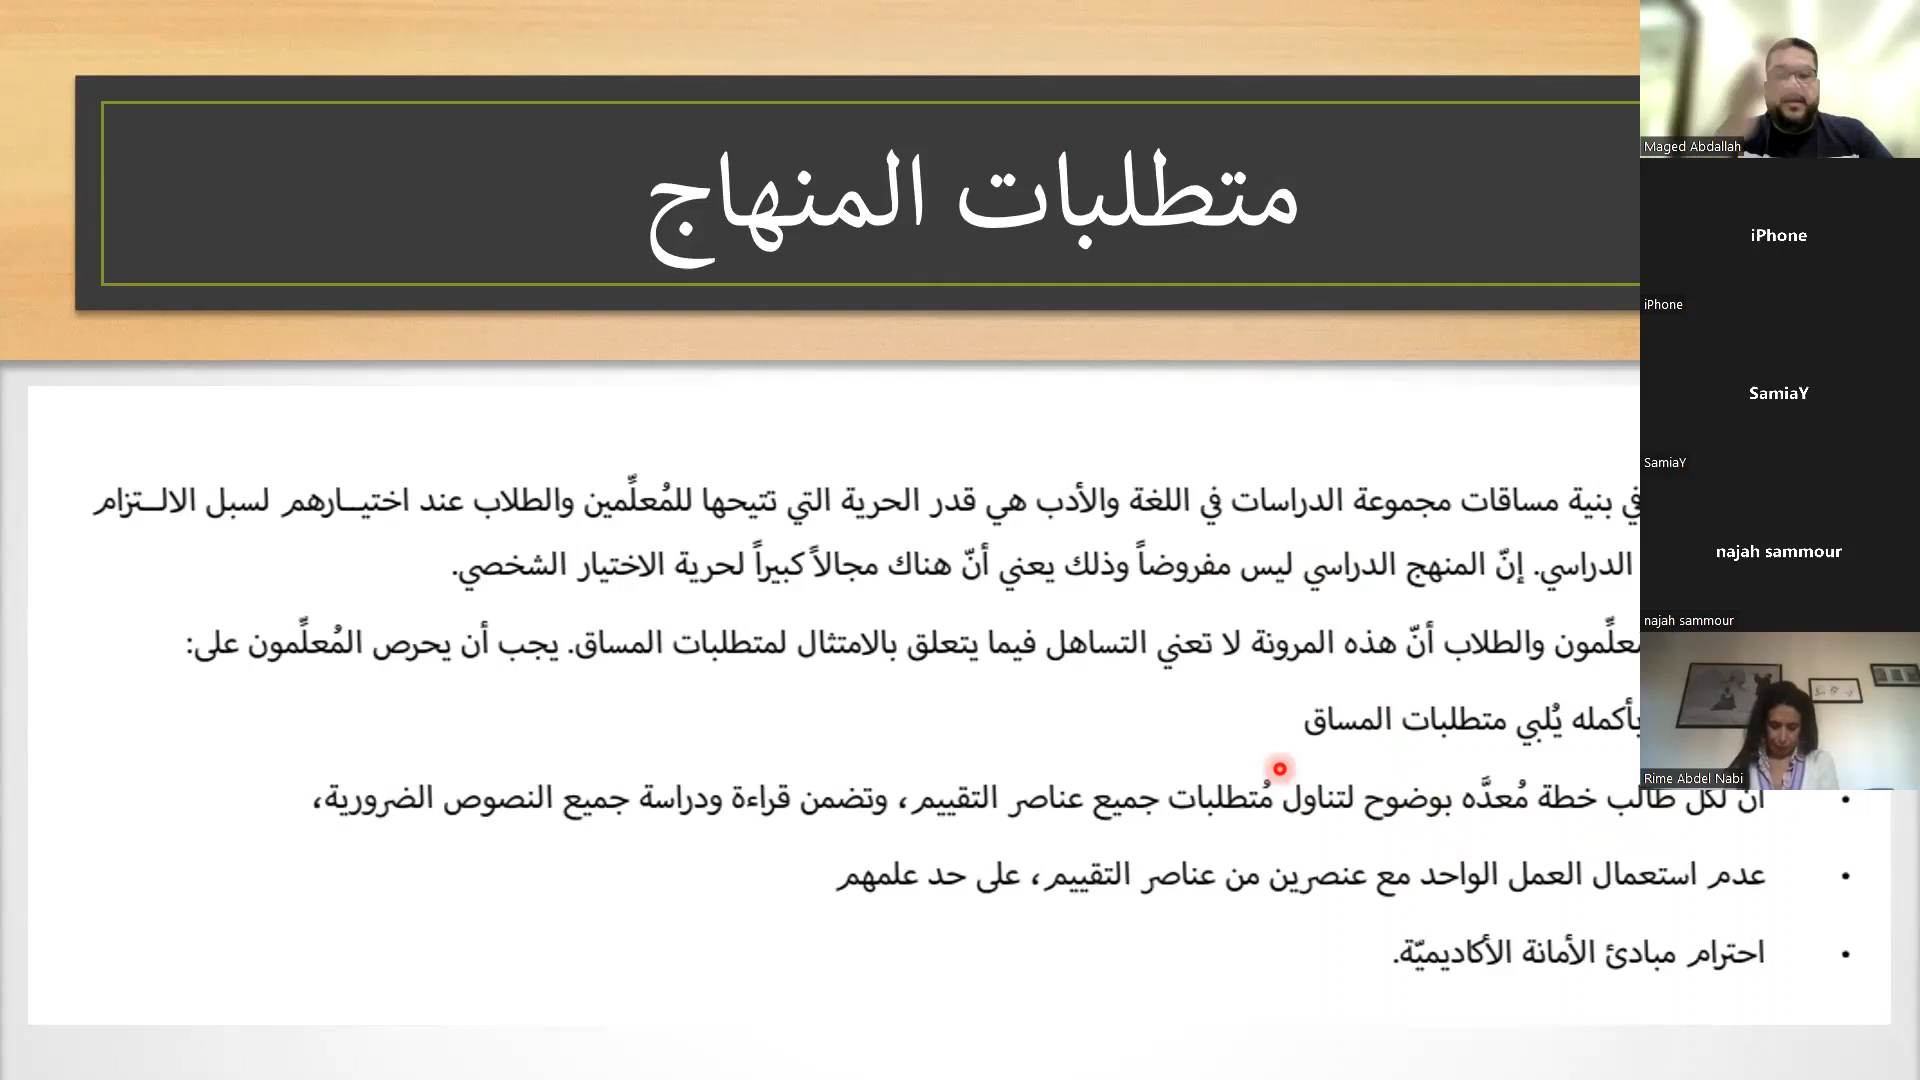 متطلبات المنهاج
في بنية مساقات مجموعة الدراسات في اللغة والأدب هي قدر الحرية التي تتيحها للمُعلِّمين والطلاب عند اختيــارهم لسبل الالــتزام
الدراسي. إنّ المنهج الدراسي ليس مفروضاً وذلك يعني أنّ هناك مجالاً كبيراً لحرية الاختيار الشخصي.
والطلاب أنّ هذه المرونة لا تعني التساهل فيما يتعلق بالامتثال لمتطلبات المساق. يجب أن يحرص المُعلِّمون على:
بأكمله يُلبي متطلبات المساق
• أن لكل طالب خطة مُعدَّه بوضوح لتناول مُتطلبات جميع عناصر التقييم، وتضمن قراءة ودراسة جميع النصوص الضرورية،
• عدم استعمال العمل الواحد مع عنصرين من عناصر التقييم، على حد علمهم
• احترام مبادئ الأمانة الأكاديميّة.
Maged Abdallah
iPhone
iPhone
SamiaY
SamiaY
najah sammour
najah sammour
Rime Abdel Nabi